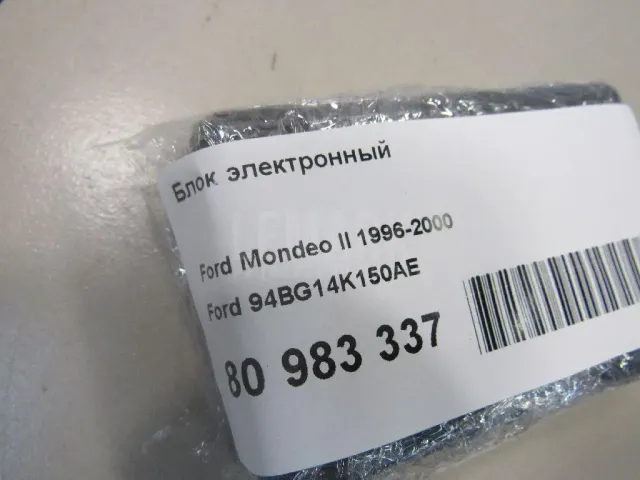 Блок электронный
Ford Mondeo II 1996-2000
Ford 94BG14K150AE
80 983 337